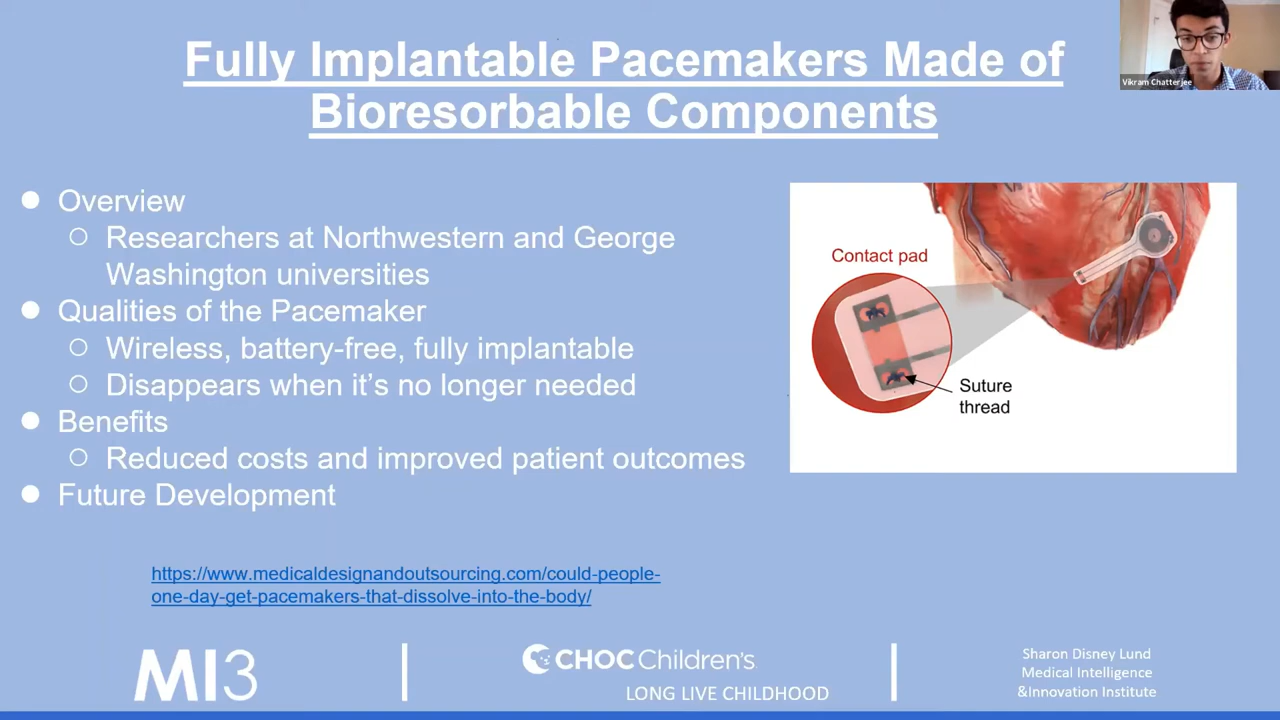 Fully Implantable Pacemakers Made of
Bioresorbable Components
Vikram Chatterjee
● Overview
○ Researchers at Northwestern and George
Washington universities
● Qualities of the Pacemaker
○ Wireless, battery-free, fully implantable
○ Disappears when it’s no longer needed
● Benefits
○ Reduced costs and improved patient outcomes
● Future Development
Contact pad
Suture
thread
https://www.medicaldesignandoutsourcing.com/could-people-
one-day-get-pacemakers-that-dissolve-into-the-body/
MI3
CHOC Children's
LONG LIVE CHILDHOOD
Sharon Disney Lund
Medical Intelligence
&Innovation Institute